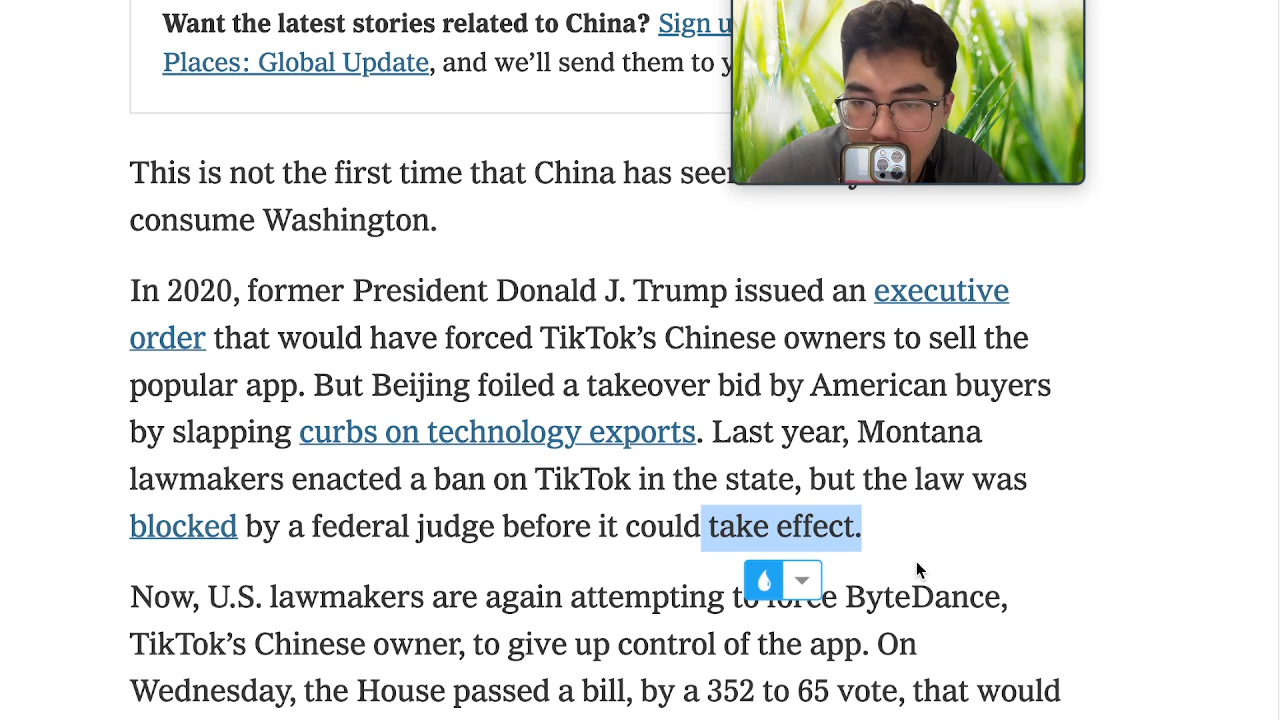 Want the latest stories related to China? Sign u
Places: Global Update, and we’ll send them to y
This is not the first time that China has seen
consume Washington.
In 2020, former President Donald J. Trump issued an executive
order that would have forced TikTok’s Chinese owners to sell the
popular app. But Beijing foiled a takeover bid by American buyers
by slapping curbs on technology exports. Last year, Montana
lawmakers enacted a ban on TikTok in the state, but the law was
blocked by a federal judge before it could take effect.
Now, U.S. lawmakers are again attempting to force ByteDance,
TikTok’s Chinese owner, to give up control of the app. On
Wednesday, the House passed a bill, by a 352 to 65 vote, that would